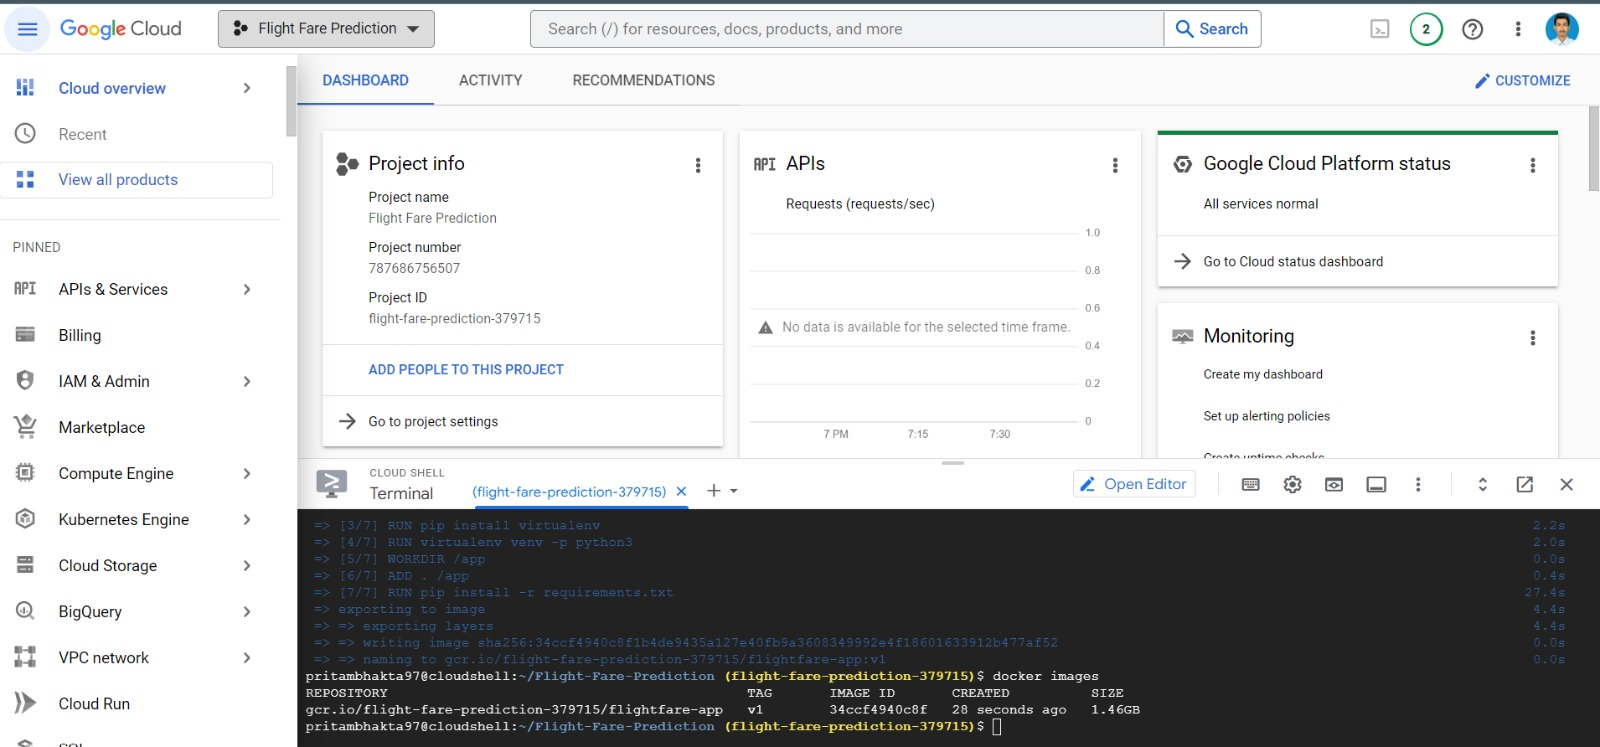 Google Cloud
Flight Fare Prediction
Search (/) for resources, docs, products, and more
Search
2
Cloud overview
Recent
View all products
PINNED
API APIs & Services
Billing
IAM & Admin
Marketplace
Compute Engine
Kubernetes Engine
Cloud Storage
BigQuery
VPC network
Cloud Run
SQL
DASHBOARD ACTIVITY RECOMMENDATIONS
CUSTOMIZE
Project info
Project name
Flight Fare Prediction
Project number
787686756507
Project ID
flight-fare-prediction-379715
ADD PEOPLE TO THIS PROJECT
Go to project settings
API APIs
Requests (requests/sec)
1.0
0.8
0.6
No data is available for the selected time frame.
0.4
0.2
0
7 PM 7:15 7:30
Google Cloud Platform status
All services normal
Go to Cloud status dashboard
Monitoring
Create my dashboard
Set up alerting policies
Create uptime checks
CLOUD SHELL
Terminal
(flight-fare-prediction-379715)
Open Editor
=> [3/7] RUN pip install virtualenv 2.2s
=> [4/7] RUN virtualenv venv -p python3 2.0s
=> [5/7] WORKDIR /app 0.0s
=> [6/7] ADD . /app 0.4s
=> [7/7] RUN pip install -r requirements.txt 27.4s
=> exporting to image 4.4s
=> => exporting layers 4.4s
=> => writing image sha256:34ccf4940c8f1b4de9435a127e40fb9a3608349992e4f18601633912b477af52 0.0s
=> => naming to gcr.io/flight-fare-prediction-379715/flightfare-app:v1 0.0s
pritambhakta97@cloudshell:~/Flight-Fare-Prediction (flight-fare-prediction-379715)$ docker images
REPOSITORY TAG IMAGE ID CREATED SIZE
gcr.io/flight-fare-prediction-379715/flightfare-app v1 34ccf4940c8f 28 seconds ago 1.46GB
pritambhakta97@cloudshell:~/Flight-Fare-Prediction (flight-fare-prediction-379715)$